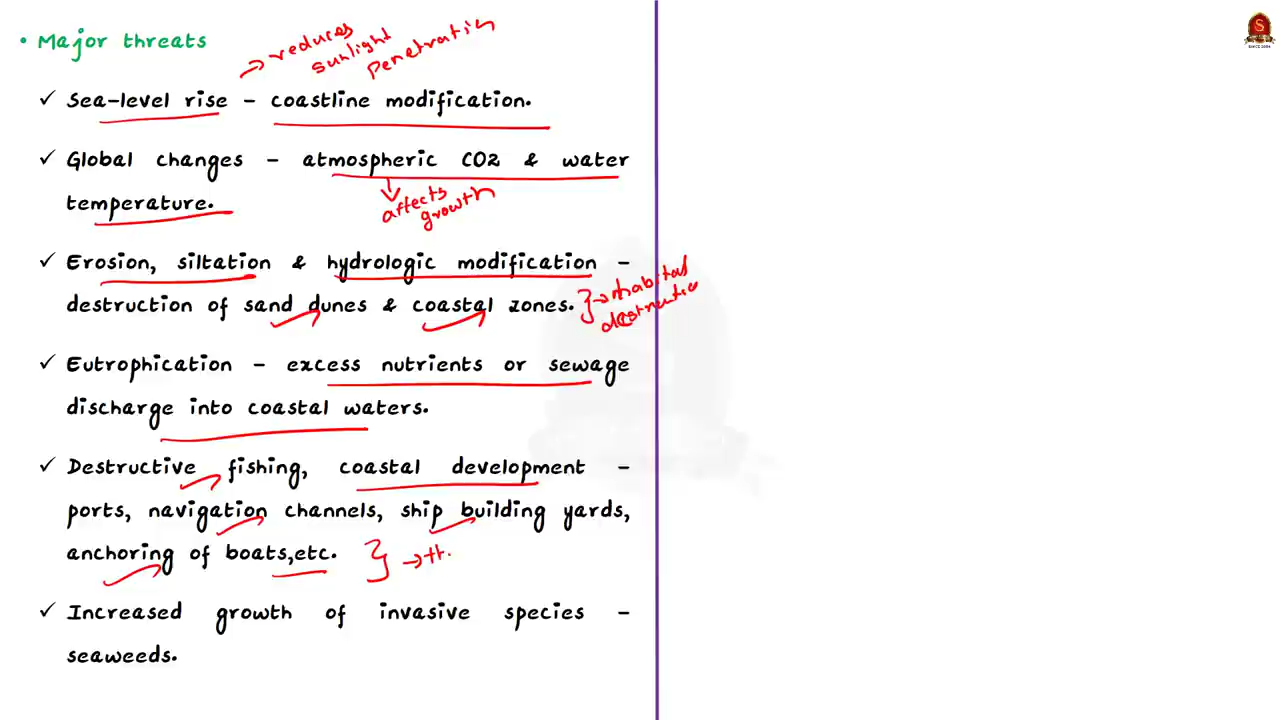 • Major threats
→ reduces
sunlight
penetration
✓ Sea-level rise – coastline modification.
✓ Global changes – atmospheric CO2 & water
temperature.
affects
growth
✓ Erosion, siltation & hydrologic modification –
destruction of sand dunes & coastal zones.
} →
✓ Eutrophication – excess nutrients or sewage
discharge into coastal waters.
✓ Destructive fishing, coastal development –
ports, navigation channels, ship building yards,
anchoring of boats,etc. } →
✓ Increased growth of invasive species –
seaweeds.
S
SINCE 2004